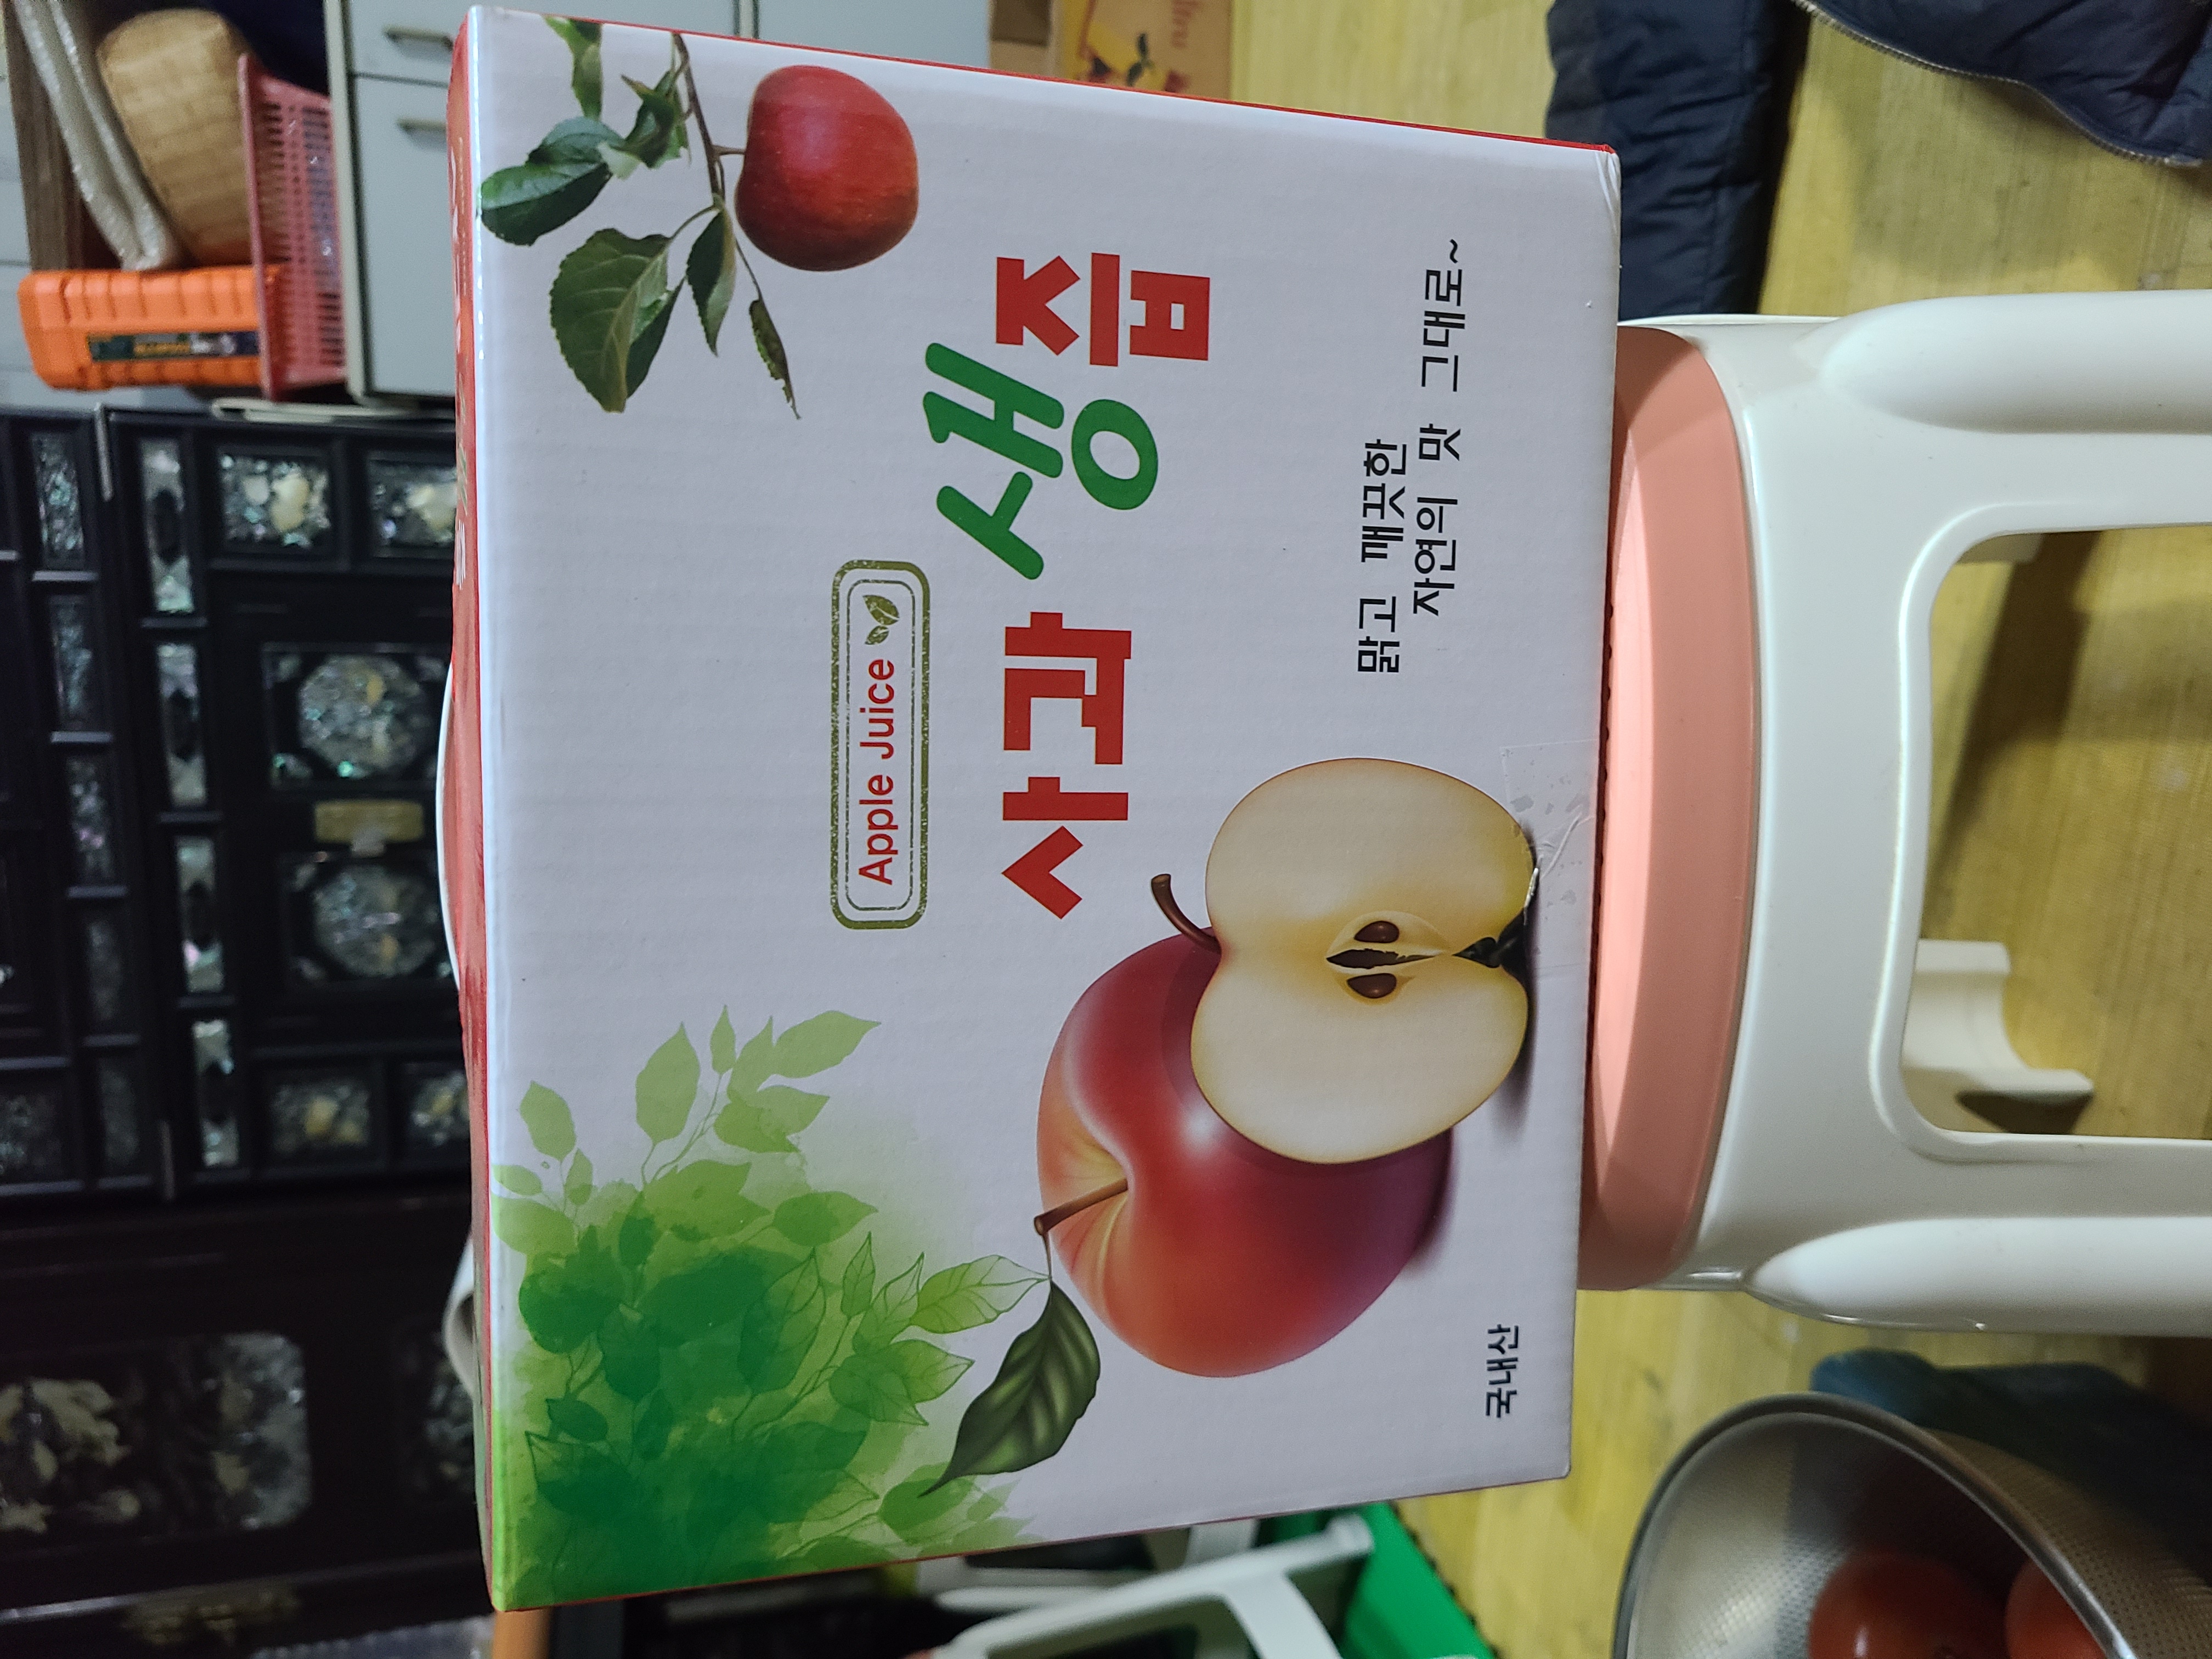 Apple Juice
사과생즙
맑고 깨끗한
자연의 맛 그대로~
국내산